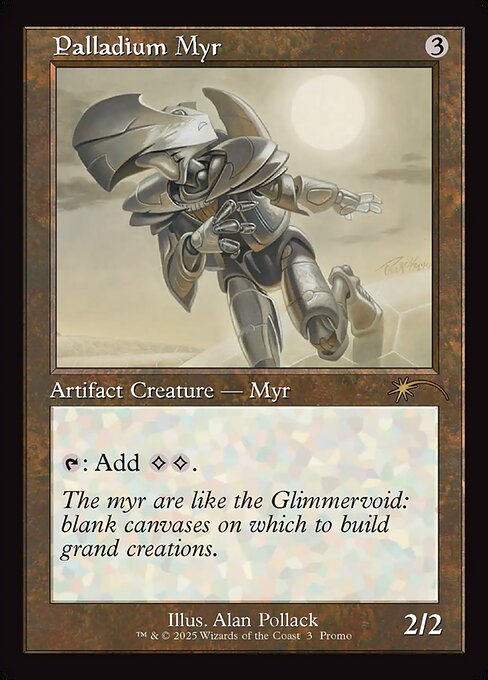 Palladium Myr 3
Artifact Creature — Myr
: Add .
The myr are like the Glimmervoid:
blank canvases on which to build
grand creations.
Illus. Alan Pollack
™ & © 2025 Wizards of the Coast 3 Promo
2/2